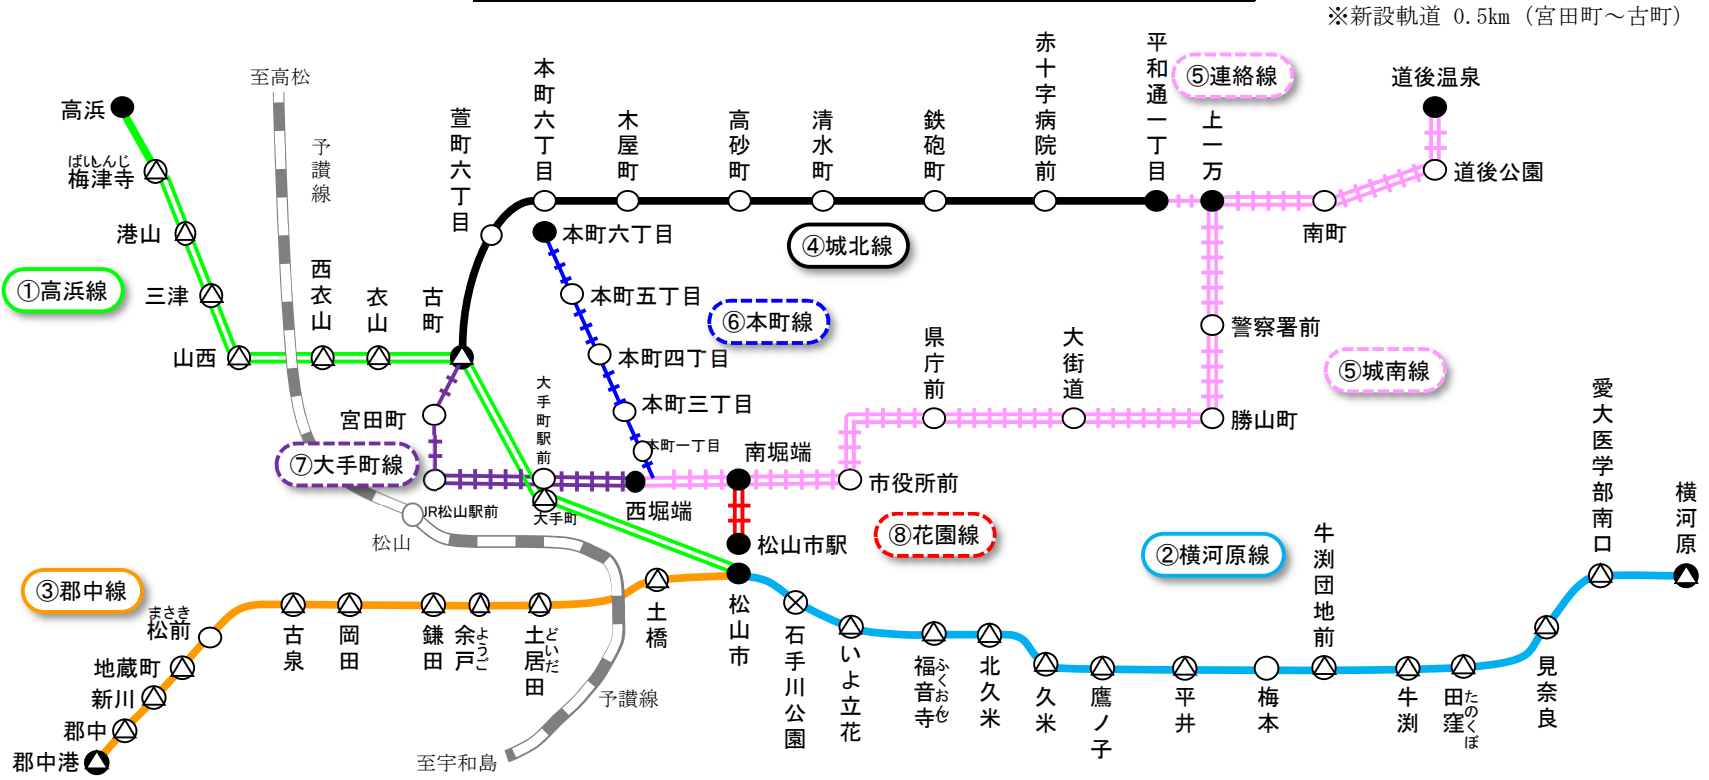 ※新設軌道 0.5km (宮田町～古町)
至高松
予讃線
高浜
ばいしんじ
梅津寺
港山
三津
山西
①高浜線
西衣山
衣山
古町
萱町六丁目
本町六丁目
木屋町
高砂町
清水町
鉄砲町
赤十字病院前
平和通一丁目
上一万
⑤連絡線
道後温泉
道後公園
南町
④城北線
本町六丁目
本町五丁目
本町四丁目
本町三丁目
本町一丁目
⑥本町線
警察署前
⑤城南線
勝山町
大街道
県庁前
市役所前
南堀端
西堀端
宮田町
⑦大手町線
大手町駅前
大手町
JR松山駅前
松山
松山市駅
⑧花園線
②横河原線
③郡中線
まさき
松前
地蔵町
新川
郡中
郡中港
古泉
岡田
鎌田
余戸
ようご
土居田
どいだ
土橋
松山市
石手川公園
いよ立花
福音寺
ふくおんじ
北久米
久米
鷹ノ子
平井
梅本
牛渕団地前
牛渕
田窪
たのくぼ
見奈良
愛大医学部南口
横河原
予讃線
至宇和島